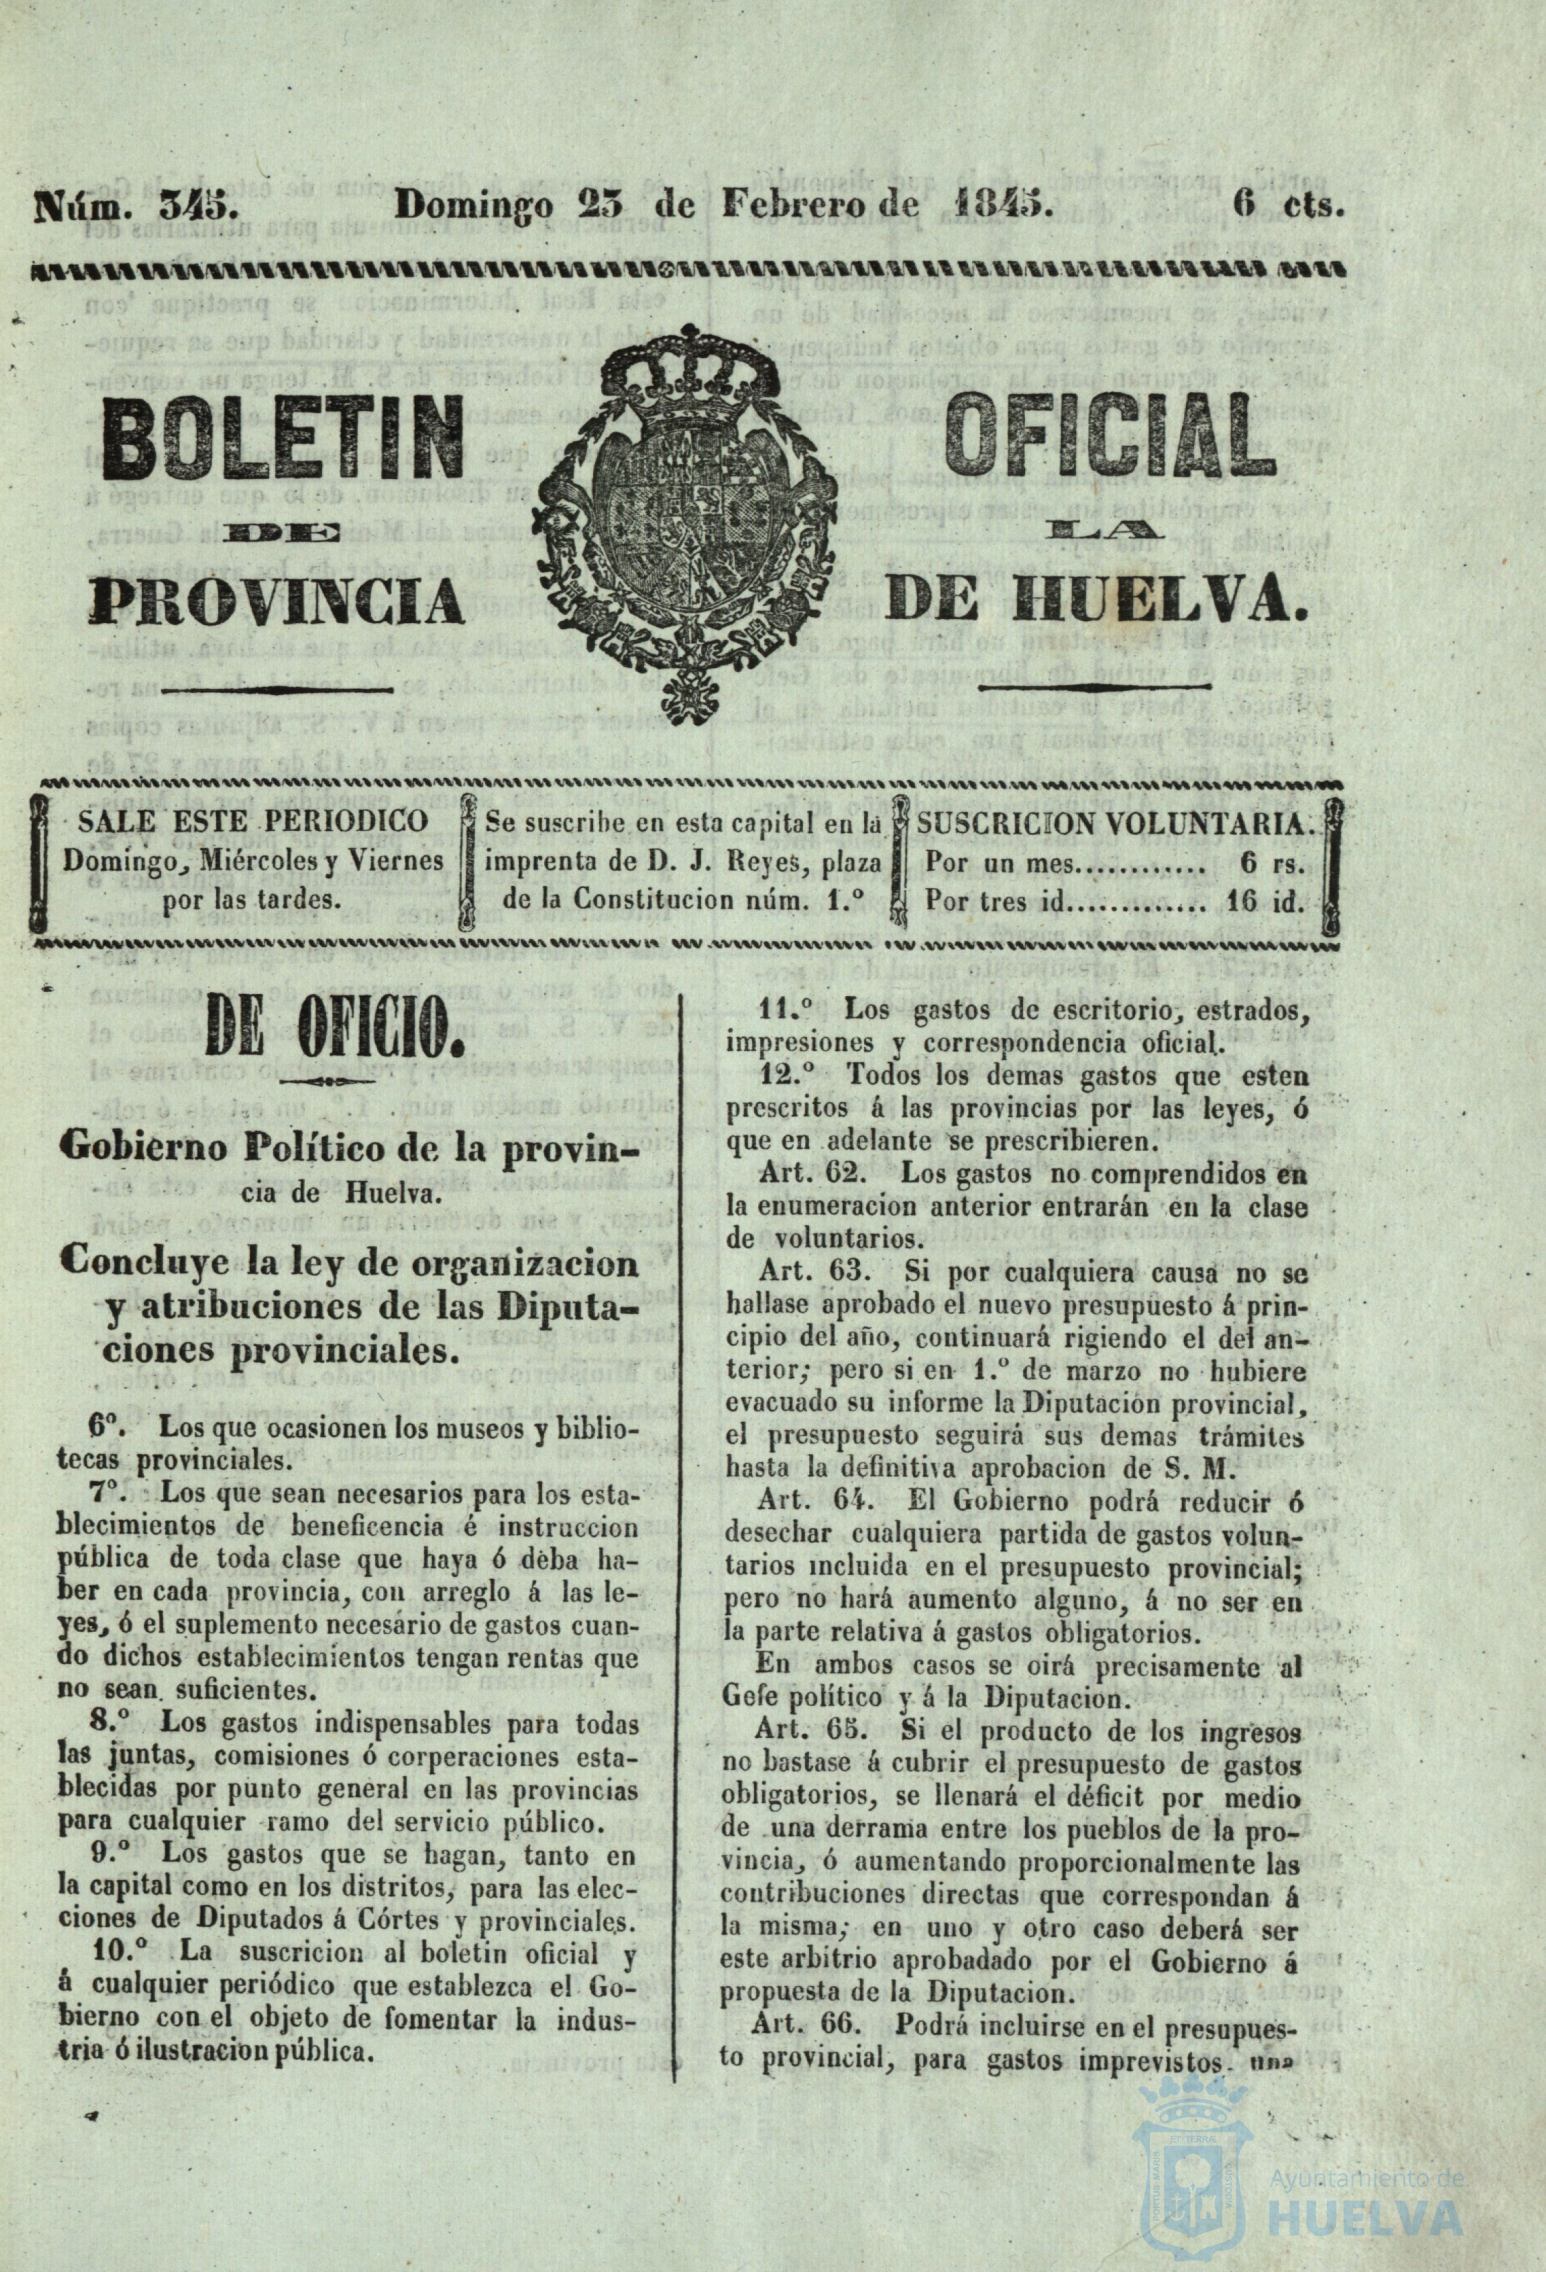 Núm. 345. Domingo 23 de Febrero de 1845. 6 cts.
BOLETIN OFICIAL
DE LA
PROVINCIA DE HUELVA.
SALE ESTE PERIODICO
Domingo, Miércoles y Viernes
por las tardes.
Se suscribe en esta capital en la
imprenta de D. J. Reyes, plaza
de la Constitucion núm. 1.º
SUSCRICION VOLUNTARIA.
Por un mes............ 6 rs.
Por tres id............. 16 id.
DE OFICIO.
Gobierno Político de la provin-
cia de Huelva.
Concluye la ley de organizacion
y atribuciones de las Diputa-
ciones provinciales.
6º. Los que ocasionen los museos y biblio-
tecas provinciales.
7º. Los que sean necesarios para los esta-
blecimientos de beneficencia é instruccion
pública de toda clase que haya ó deba ha-
ber en cada provincia, con arreglo á las le-
yes, ó el suplemento necesario de gastos cuan-
do dichos establecimientos tengan rentas que
no sean suficientes.
8.º Los gastos indispensables para todas
las juntas, comisiones ó corperaciones esta-
blecidas por punto general en las provincias
para cualquier ramo del servicio público.
9.º Los gastos que se hagan, tanto en
la capital como en los distritos, para las elec-
ciones de Diputados á Córtes y provinciales.
10.º La suscricion al boletin oficial y
á cualquier periódico que establezca el Go-
bierno con el objeto de fomentar la indus-
tria ó ilustracion pública.
11.º Los gastos de escritorio, estrados,
impresiones y correspondencia oficial.
12.º Todos los demas gastos que esten
prescritos á las provincias por las leyes, ó
que en adelante se prescribieren.
Art. 62. Los gastos no comprendidos en
la enumeracion anterior entrarán en la clase
de voluntarios.
Art. 63. Si por cualquiera causa no se
hallase aprobado el nuevo presupuesto á prin-
cipio del año, continuará rigiendo el del an-
terior; pero si en 1.º de marzo no hubiere
evacuado su informe la Diputacion provincial,
el presupuesto seguirá sus demas trámites
hasta la definitiva aprobacion de S. M.
Art. 64. El Gobierno podrá reducir ó
desechar cualquiera partida de gastos volun-
tarios incluida en el presupuesto provincial;
pero no hará aumento alguno, á no ser en
la parte relativa á gastos obligatorios.
En ambos casos se oirá precisamente al
Gefe político y á la Diputacion.
Art. 65. Si el producto de los ingresos
no bastase á cubrir el presupuesto de gastos
obligatorios, se llenará el déficit por medio
de una derrama entre los pueblos de la pro-
vincia, ó aumentando proporcionalmente las
contribuciones directas que correspondan á
la misma; en uno y otro caso deberá ser
este arbitrio aprobadado por el Gobierno á
propuesta de la Diputacion.
Art. 66. Podrá incluirse en el presupues-
to provincial, para gastos imprevistos. una
Ayuntamiento de
HUELVA